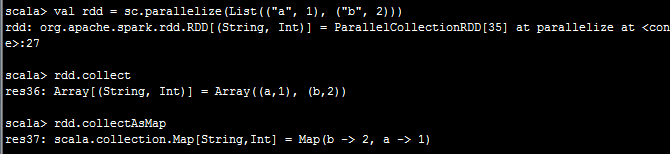 scala> val rdd = sc.parallelize(List(("a", 1), ("b", 2)))
rdd: org.apache.spark.rdd.RDD[(String, Int)] = ParallelCollectionRDD[35] at parallelize at <con
e>:27
scala> rdd.collect
res36: Array[(String, Int)] = Array((a,1), (b,2))
scala> rdd.collectAsMap
res37: scala.collection.Map[String,Int] = Map(b -> 2, a -> 1)